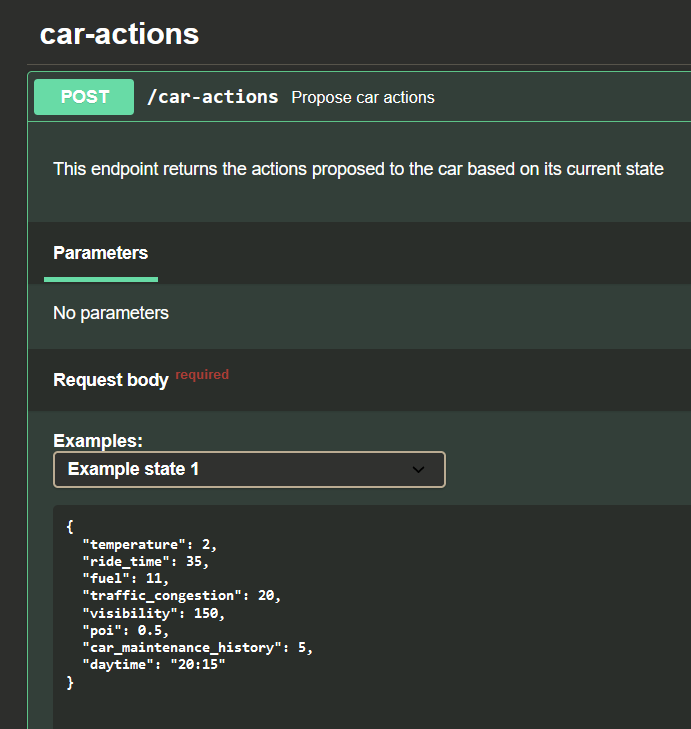 car-actions
POST /car-actions Propose car actions
This endpoint returns the actions proposed to the car based on its current state
Parameters
No parameters
Request body required
Examples:
Example state 1
{
  "temperature": 2,
  "ride_time": 35,
  "fuel": 11,
  "traffic_congestion": 20,
  "visibility": 150,
  "poi": 0.5,
  "car_maintenance_history": 5,
  "daytime": "20:15"
}